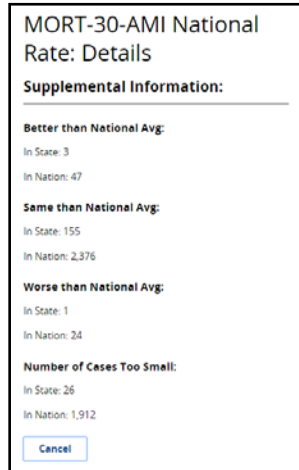 MORT-30-AMI National
Rate: Details
Supplemental Information:
Better than National Avg:
In State: 3
In Nation: 47
Same than National Avg:
In State: 155
In Nation: 2,376
Worse than National Avg:
In State: 1
In Nation: 24
Number of Cases Too Small:
In State: 26
In Nation: 1,912
Cancel